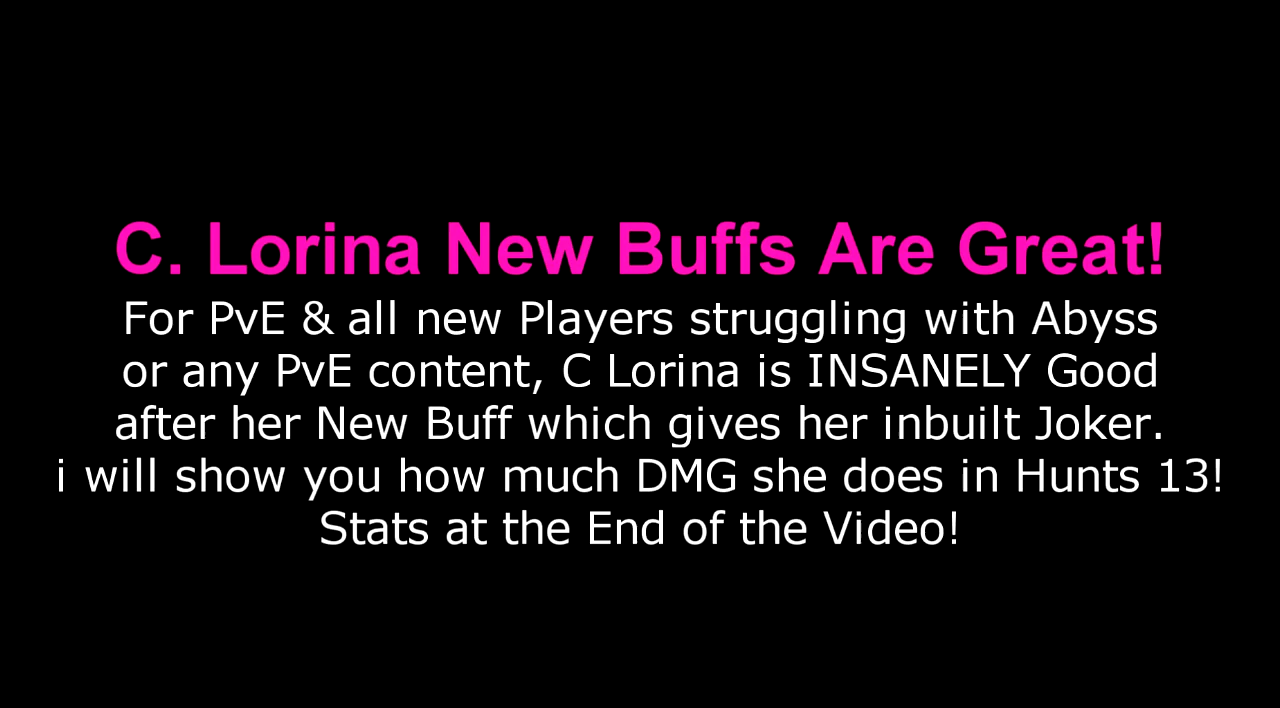 C. Lorina New Buffs Are Great!
For PvE & all new Players struggling with Abyss
or any PvE content, C Lorina is INSANELY Good
after her New Buff which gives her inbuilt Joker.
i will show you how much DMG she does in Hunts 13!
Stats at the End of the Video!